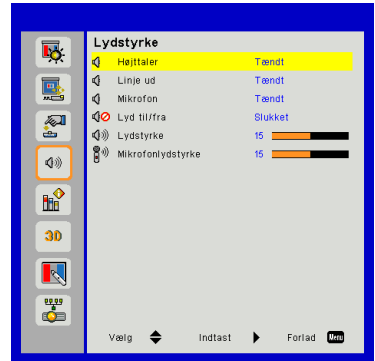 Lydstyrke
Højttaler Tændt
Linje ud Tændt
Mikrofon Tændt
Lyd til/fra Slukket
Lydstyrke 15
Mikrofonlydstyrke 15
3D
Vælg Indtast Forlad Menu